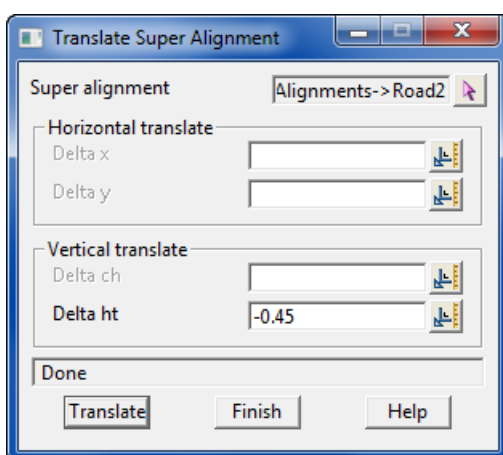 Translate Super Alignment
Super alignment Alignments->Road2
Horizontal translate
Delta x
Delta y
Vertical translate
Delta ch
Delta ht -0.45
Done
Translate Finish Help